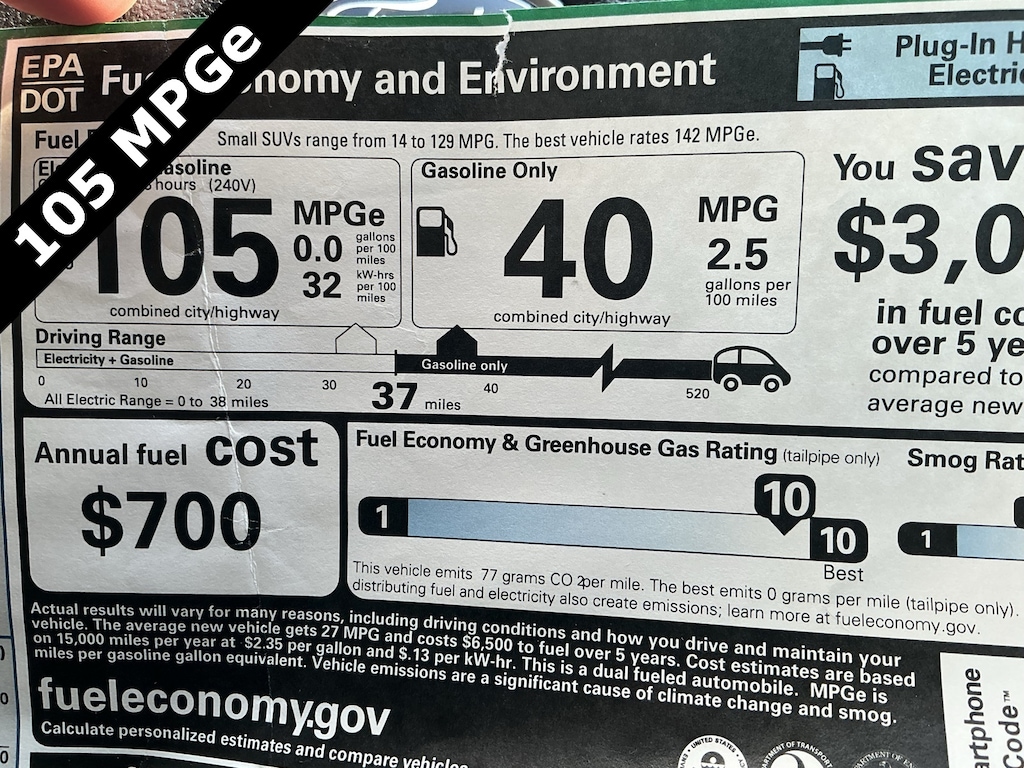 105 MPGe
EPA
DOT
Fu onomy and Environment
Plug-In H
Electric
Fuel
Small SUVs range from 14 to 129 MPG. The best vehicle rates 142 MPGe.
El asoline
hours (240V)
105
MPGe
0.0
gallons
per 100
miles
32
kW-hrs
per 100
miles
combined city/highway
Gasoline Only
40
MPG
2.5
gallons per
100 miles
combined city/highway
You sav
$3,0
in fuel co
over 5 ye
compared to
average new
Driving Range
Electricity + Gasoline
Gasoline only
0 10 20 30 37 miles 40 520
All Electric Range = 0 to 38 miles
Annual fuel cost
$700
Fuel Economy & Greenhouse Gas Rating (tailpipe only)
1
10
10
Best
Smog Rat
1
This vehicle emits 77 grams CO 2per mile. The best emits 0 grams per mile (tailpipe only).
distributing fuel and electricity also create emissions; learn more at fueleconomy.gov.
Actual results will vary for many reasons, including driving conditions and how you drive and maintain your
vehicle. The average new vehicle gets 27 MPG and costs $6,500 to fuel over 5 years. Cost estimates are based
on 15,000 miles per year at $2.35 per gallon and $.13 per kW-hr. This is a dual fueled automobile. MPGe is
miles per gasoline gallon equivalent. Vehicle emissions are a significant cause of climate change and smog.
fueleconomy.gov
Calculate personalized estimates and compare vehicles
artphone
Code™
UNITED STATES
DEPARTMENT OF TRANSPORT